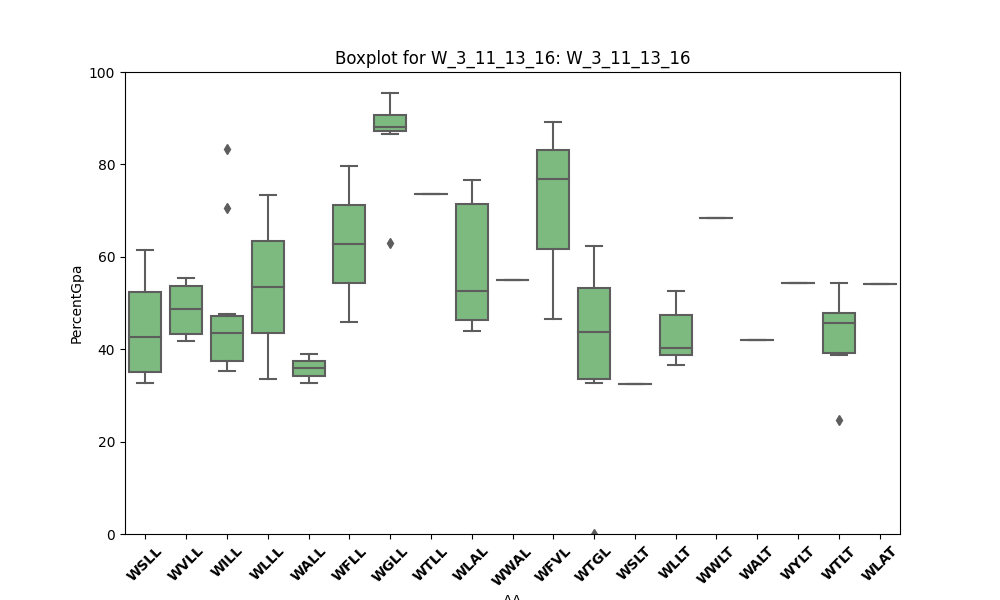 Boxplot for W_3_11_13_16: W_3_11_13_16
PercentGpa
100
80
60
40
20
0
WSLL WVLL WILL WLLL WALL WFLL WGLL WTLL WLAL WWAL WFVL WTGL WSLT WLLT WWLT WALT WYLT WTLT WLAT
AA